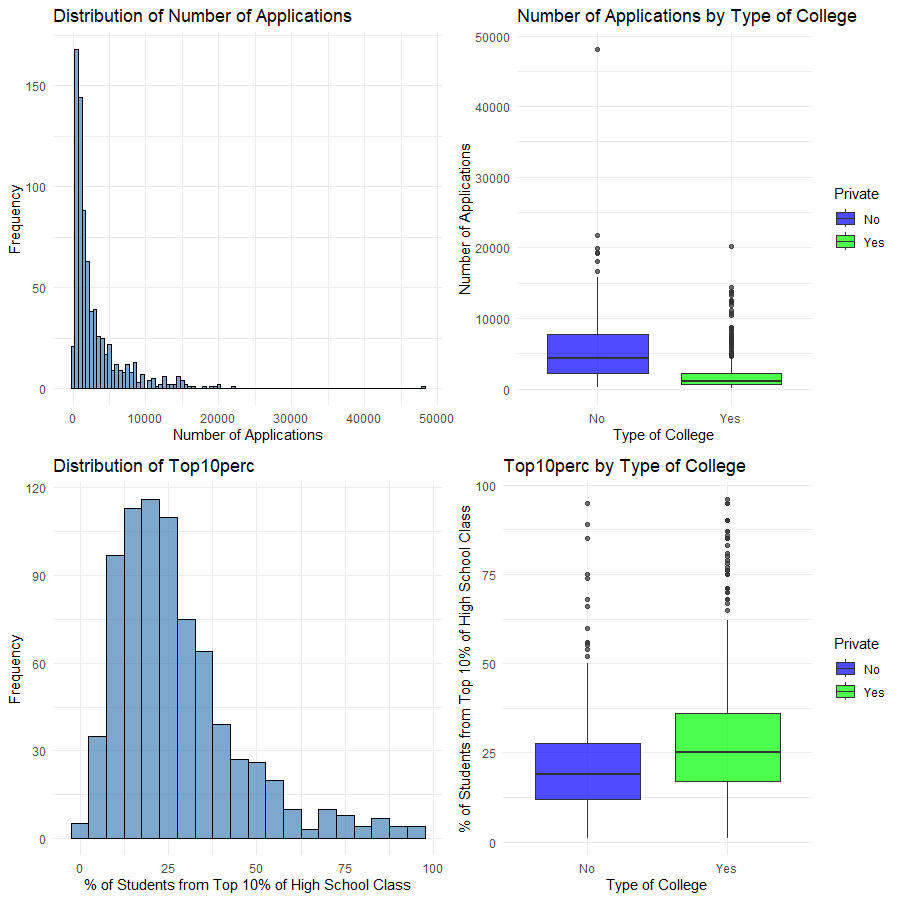 Distribution of Number of Applications
Frequency
150
100
50
0
0 10000 20000 30000 40000 50000
Number of Applications
Number of Applications by Type of College
Number of Applications
50000
40000
30000
20000
10000
0
No Yes
Type of College
Private
No
Yes
Distribution of Top10perc
Frequency
120
90
60
30
0
0 25 50 75 100
% of Students from Top 10% of High School Class
Top10perc by Type of College
% of Students from Top 10% of High School Class
100
75
50
25
0
No Yes
Type of College
Private
No
Yes